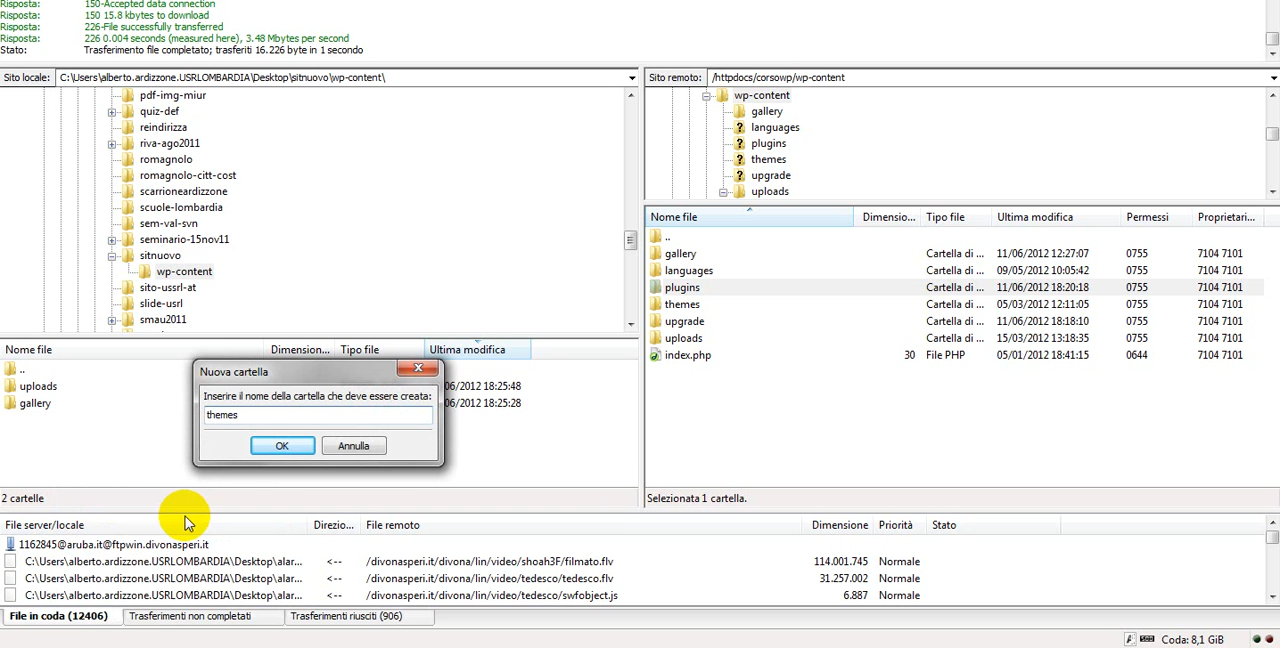 Risposta: 150-Accepted data connection
Risposta: 150 15.8 kbytes to download
Risposta: 226-File successfully transferred
Risposta: 226 0.004 seconds (measured here), 3.48 Mbytes per second
Stato: Trasferimento file completato; trasferiti 16.226 byte in 1 secondo
Sito locale: C:\Users\alberto.ardizzone.USRLOMBARDIA\Desktop\sitnuovo\wp-content\
pdf-img-miur
quiz-def
reindirizza
riva-ago2011
romagnolo
romagnolo-citt-cost
scarrioneardizzone
scuole-lombardia
sem-val-svn
seminario-15nov11
sitnuovo
wp-content
sito-ussrl-at
slide-usrl
smau2011
Sito remoto: /httpdocs/corsowp/wp-content
wp-content
gallery
languages
plugins
themes
upgrade
uploads
Nome file Dimension... Tipo file Ultima modifica
..
uploads 06/2012 18:25:48
gallery 06/2012 18:25:28
2 cartelle
Nuova cartella
Inserire il nome della cartella che deve essere creata:
themes
OK Annulla
Nome file Dimensio... Tipo file Ultima modifica Permessi Proprietari...
..
gallery Cartella di ... 11/06/2012 12:27:07 0755 7104 7101
languages Cartella di ... 09/05/2012 10:05:42 0755 7104 7101
plugins Cartella di ... 11/06/2012 18:20:18 0755 7104 7101
themes Cartella di ... 05/03/2012 12:11:05 0755 7104 7101
upgrade Cartella di ... 11/06/2012 18:18:10 0755 7104 7101
uploads Cartella di ... 15/03/2012 13:18:35 0755 7104 7101
index.php 30 File PHP 05/01/2012 18:41:15 0644 7104 7101
Selezionata 1 cartella.
File server/locale Direzio... File remoto Dimensione Priorità Stato
1162845@aruba.it@ftpwin.divonasperi.it
C:\Users\alberto.ardizzone.USRLOMBARDIA\Desktop\alar... <-- /divonasperi.it/divona/lin/video/shoah3F/filmato.flv 114.001.745 Normale
C:\Users\alberto.ardizzone.USRLOMBARDIA\Desktop\alar... <-- /divonasperi.it/divona/lin/video/tedesco/tedesco.flv 31.257.002 Normale
C:\Users\alberto.ardizzone.USRLOMBARDIA\Desktop\alar... <-- /divonasperi.it/divona/lin/video/tedesco/swfobject.js 6.887 Normale
File in coda (12406) Trasferimenti non completati Trasferimenti riusciti (906)
Coda: 8,1 GiB